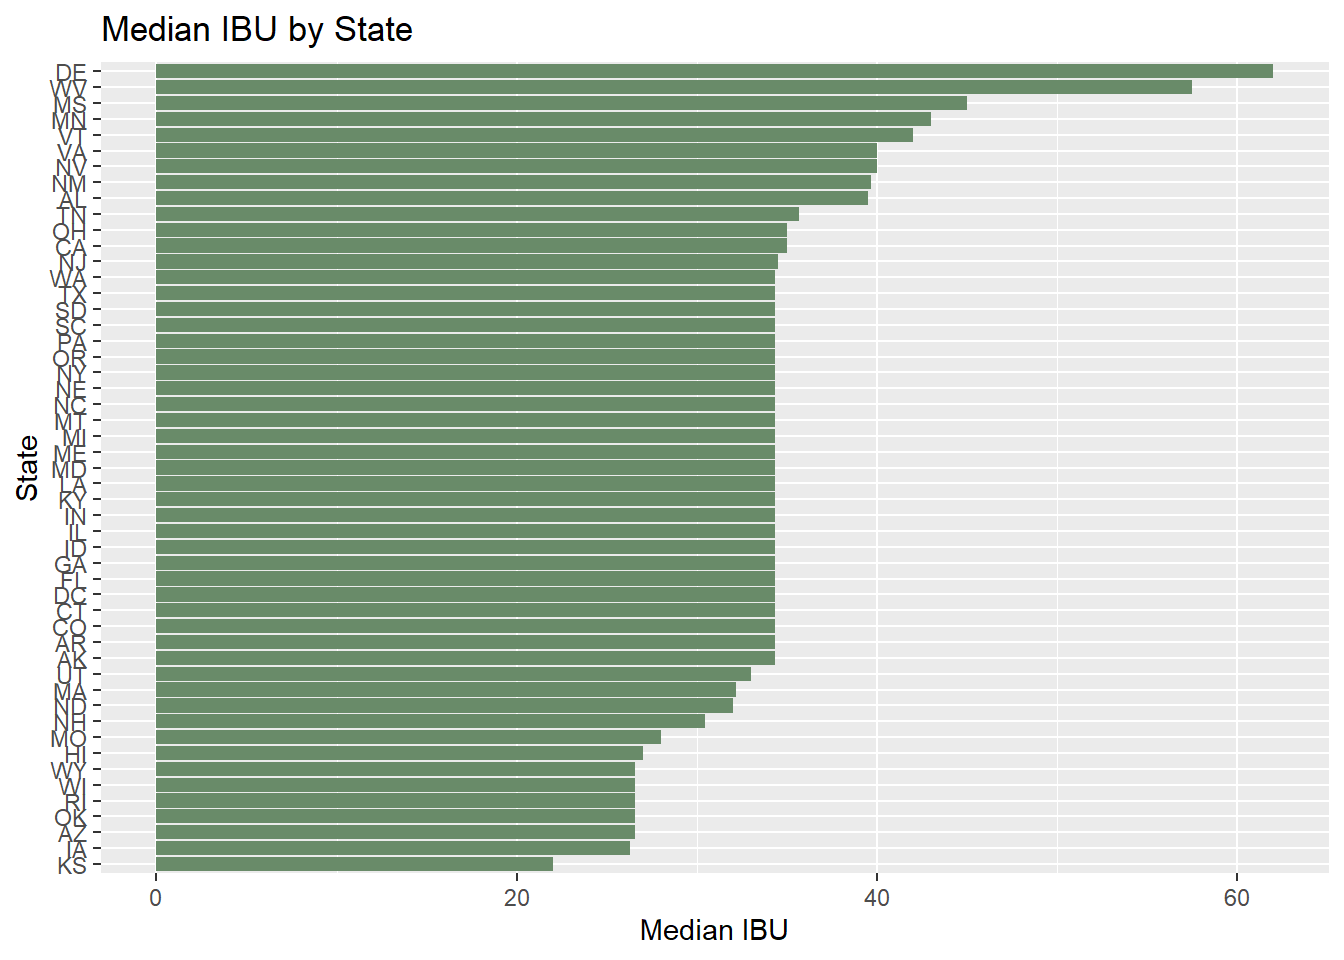 Median IBU by State
DE
WV
MS
MN
VT
VA
NV
NM
AL
TN
OH
CA
NJ
WA
TX
SD
SC
PA
OR
NY
NE
NC
MT
MI
ME
MD
LA
KY
IN
IL
ID
GA
FL
DC
CT
CO
AR
AK
UT
MA
ND
NH
MO
HI
WY
WI
RI
OK
AZ
IA
KS
State
0 20 40 60
Median IBU